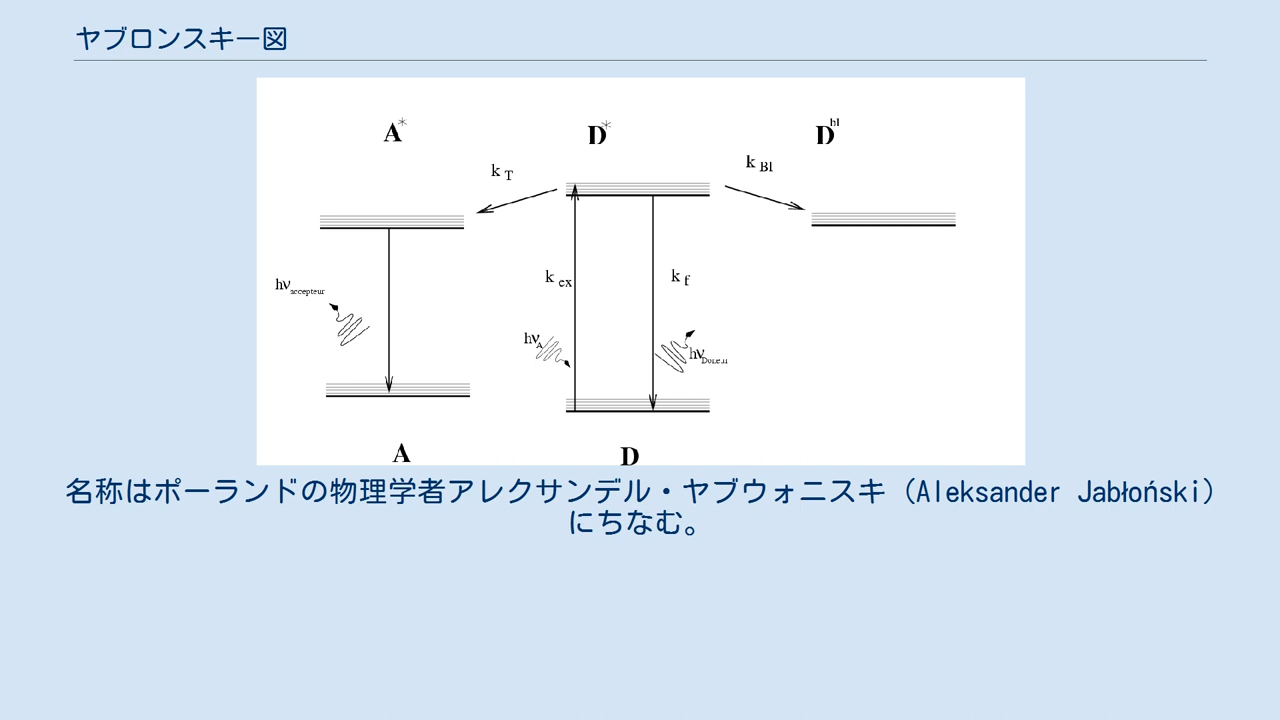 ヤブロンスキー図
A* D* Dbl
k T
k Bl
hνaccepteur
k ex
k f
hνA
hν
A
D
名称はポーランドの物理学者アレクサンデル・ヤブウォニスキ（Aleksander Jabłoński）
にちなむ。